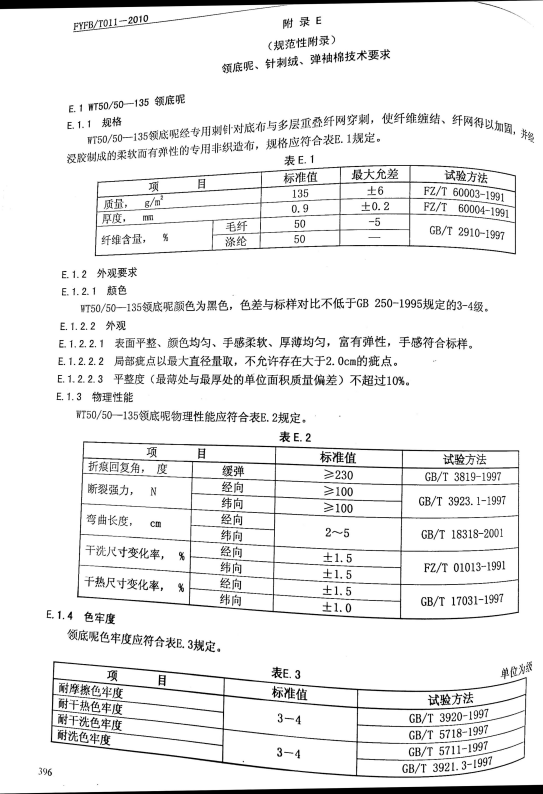 FYFB/T011—2010
附 录 E
（规范性附录）
领底呢、针刺绒、弹袖棉技术要求
E.1 WT50/50—135 领底呢
E.1.1 规格
WT50/50—135领底呢经专用刺针对底布与多层重叠纤网穿刺，使纤维缠结、纤网得以加固，并经
浸胶制成的柔软而有弹性的专用非织造布，规格应符合表E.1规定。
表 E.1
项 目 标准值 最大允差 试验方法
质量， g/m² 135 ±6 FZ/T 60003-1991
厚度， mm 0.9 ±0.2 FZ/T 60004-1991
纤维含量， % 毛纤 50 -5 GB/T 2910-1997
涤纶 50 —
E.1.2 外观要求
E.1.2.1 颜色
WT50/50—135领底呢颜色为黑色，色差与标样对比不低于GB 250-1995规定的3-4级。
E.1.2.2 外观
E.1.2.2.1 表面平整、颜色均匀、手感柔软、厚薄均匀，富有弹性，手感符合标样。
E.1.2.2.2 局部疵点以最大直径量取，不允许存在大于2.0cm的疵点。
E.1.2.2.3 平整度（最薄处与最厚处的单位面积质量偏差）不超过10%。
E.1.3 物理性能
WT50/50—135领底呢物理性能应符合表E.2规定。
表 E.2
项 目 标准值 试验方法
折痕回复角， 度 缓弹 ≥230 GB/T 3819-1997
断裂强力， N 经向 ≥100 GB/T 3923.1-1997
纬向 ≥100
弯曲长度， cm 经向 2～5 GB/T 18318-2001
纬向
干洗尺寸变化率， % 经向 ±1.5 FZ/T 01013-1991
纬向 ±1.5
干热尺寸变化率， % 经向 ±1.5 GB/T 17031-1997
纬向 ±1.0
E.1.4 色牢度
领底呢色牢度应符合表E.3规定。
表E.3 单位为级
项 目 标准值 试验方法
耐摩擦色牢度 3—4 GB/T 3920-1997
耐干热色牢度 GB/T 5718-1997
耐干洗色牢度 3—4 GB/T 5711-1997
耐洗色牢度 GB/T 3921.3-1997
396